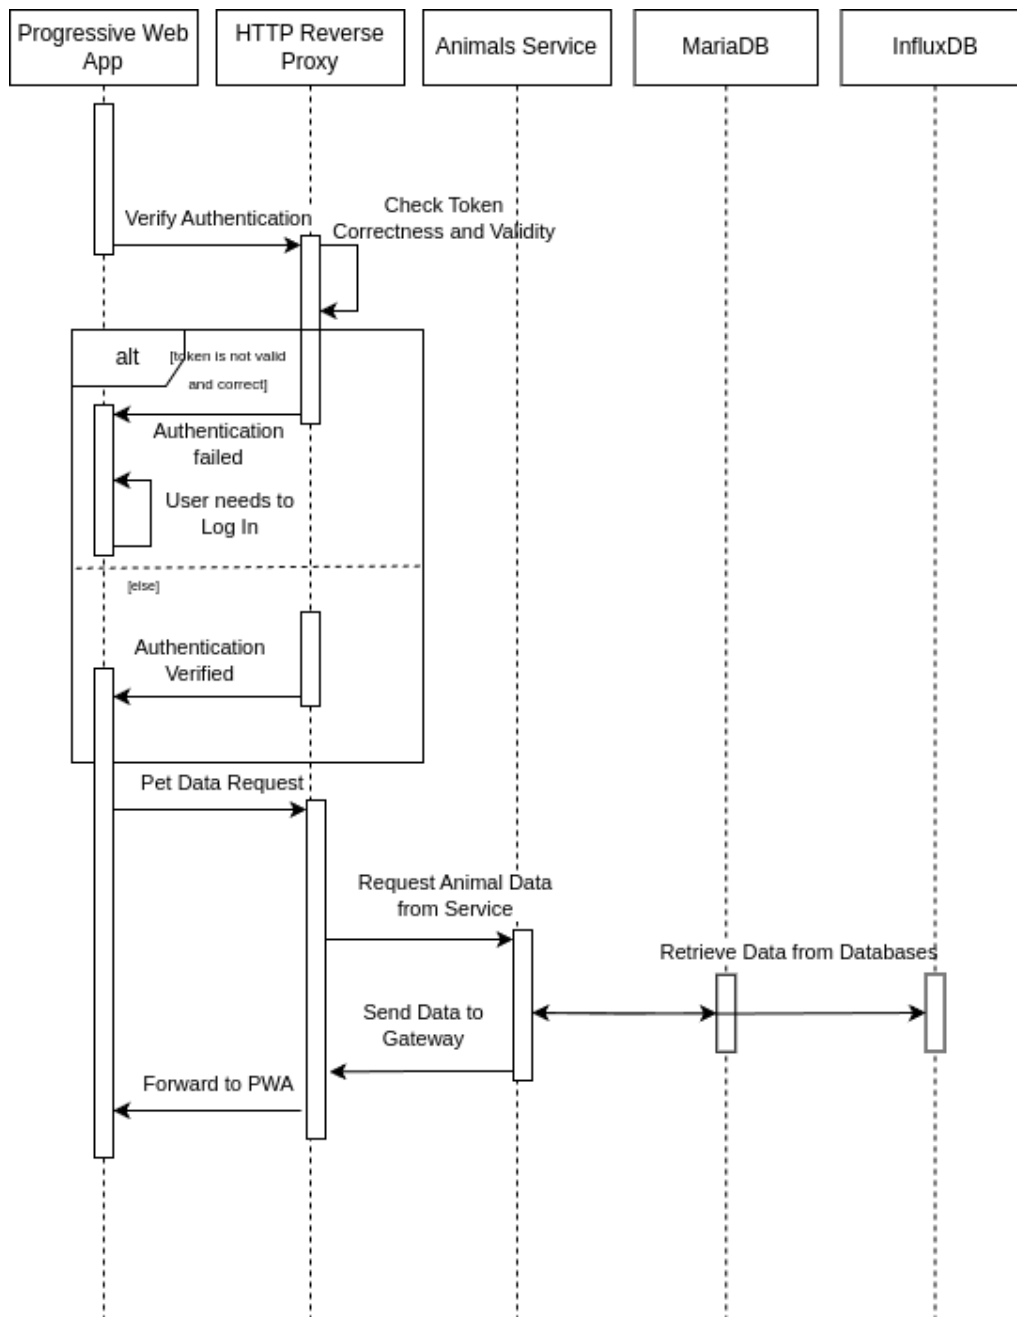 Progressive Web
App
HTTP Reverse
Proxy
Animals Service
MariaDB
InfluxDB
Verify Authentication
Check Token
Correctness and Validity
alt
[token is not valid
and correct]
Authentication
failed
User needs to
Log In
[else]
Authentication
Verified
Pet Data Request
Request Animal Data
from Service
Retrieve Data from Databases
Send Data to
Gateway
Forward to PWA